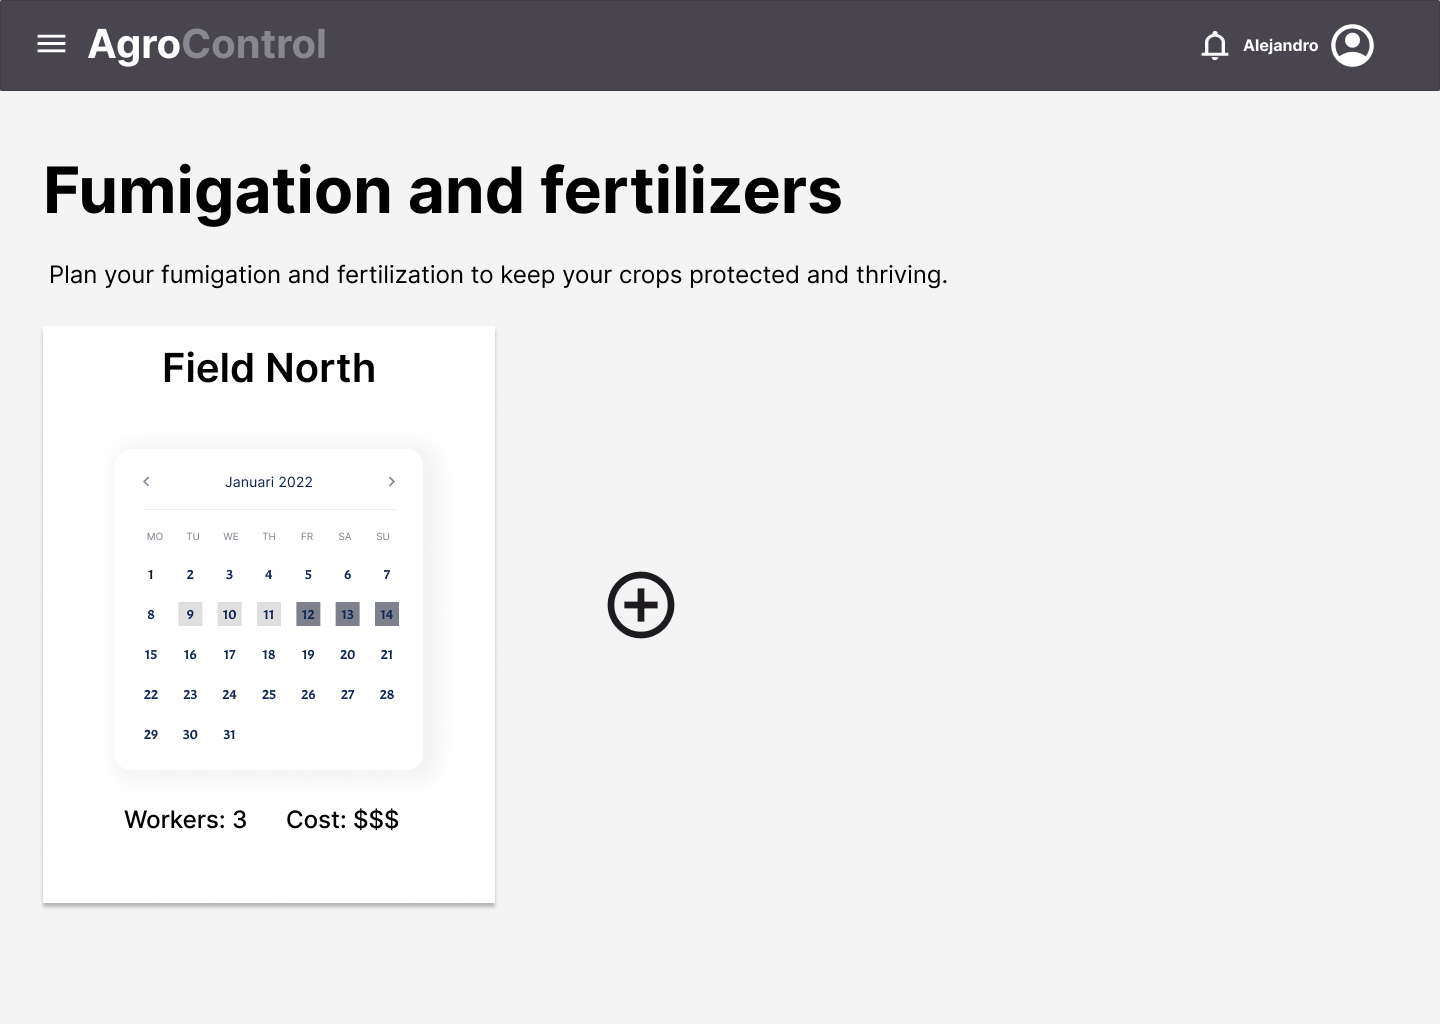 AgroControl
Alejandro
Fumigation and fertilizers
Plan your fumigation and fertilization to keep your crops protected and thriving.
Field North
Januari 2022
MO TU WE TH FR SA SU
1 2 3 4 5 6 7
8 9 10 11 12 13 14
15 16 17 18 19 20 21
22 23 24 25 26 27 28
29 30 31
Workers: 3 Cost: $$$